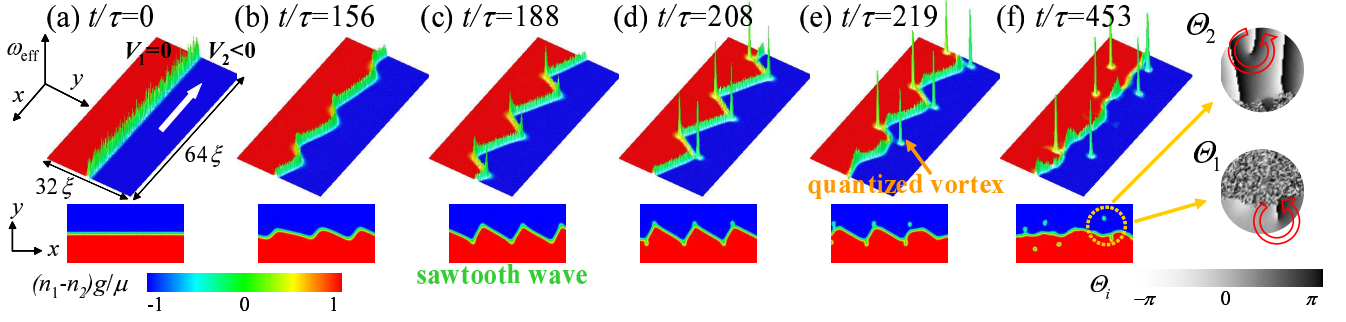 (a) t/τ=0
(b) t/τ=156
(c) t/τ=188
(d) t/τ=208
(e) t/τ=219
(f) t/τ=453
ω_eff
x
y
V₁=0
V₂<0
32ξ
64ξ
quantized vortex
Θ₂
Θ₁
y
x
sawtooth wave
(n₁-n₂)g/μ
-1
0
1
Θᵢ
−π
0
π